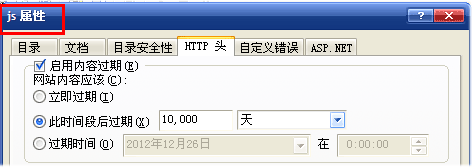 js 属性
目录 文档 目录安全性 HTTP 头 自定义错误 ASP.NET
启用内容过期(E)
网站内容应该(C):
立即过期(I)
此时间段后过期(X) 10,000 天
过期时间(O) 2012年12月26日 在 0:00:00